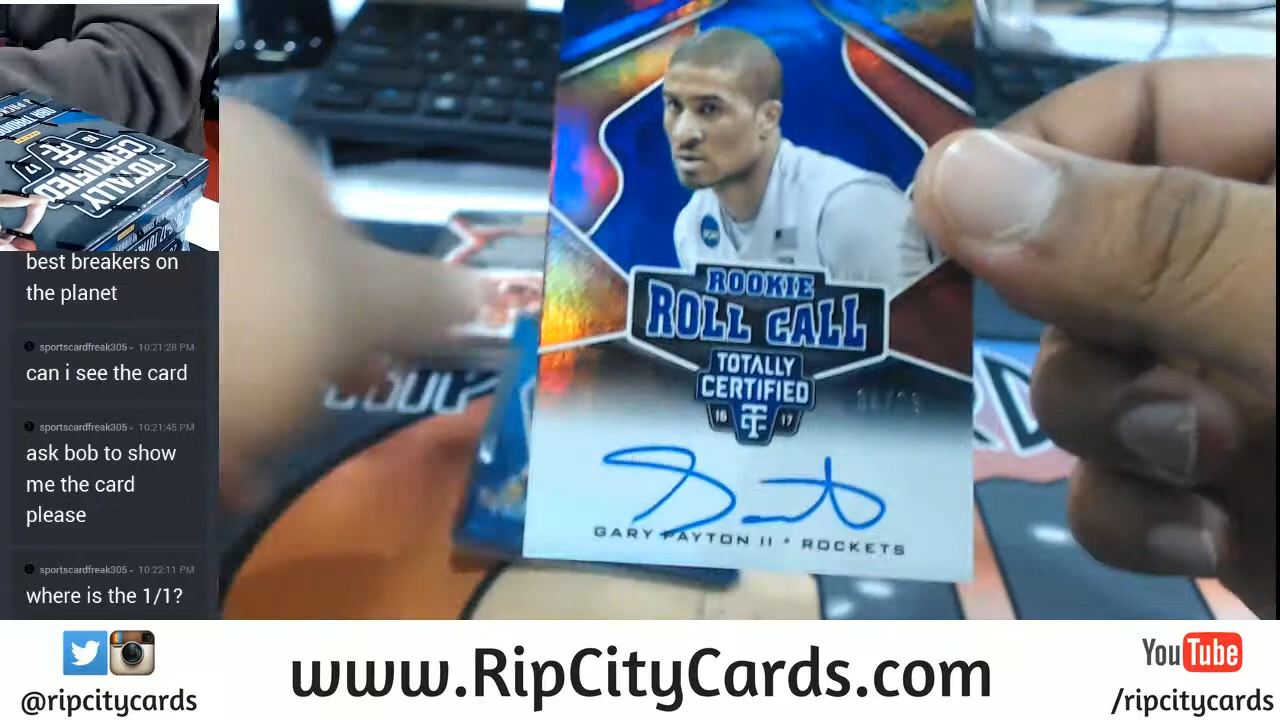 TOTALLY
CERTIFIED
16 17
best breakers on
the planet
sportscardfreak305 - 10:21:28 PM
can i see the card
sportscardfreak305 - 10:21:45 PM
ask bob to show
me the card
please
sportscardfreak305 - 10:22:11 PM
where is the 1/1?
ROOKIE
ROLL CALL
TOTALLY
CERTIFIED
16 17
GARY PAYTON II • ROCKETS
@ripcitycards
www.RipCityCards.com
YouTube
/ripcitycards